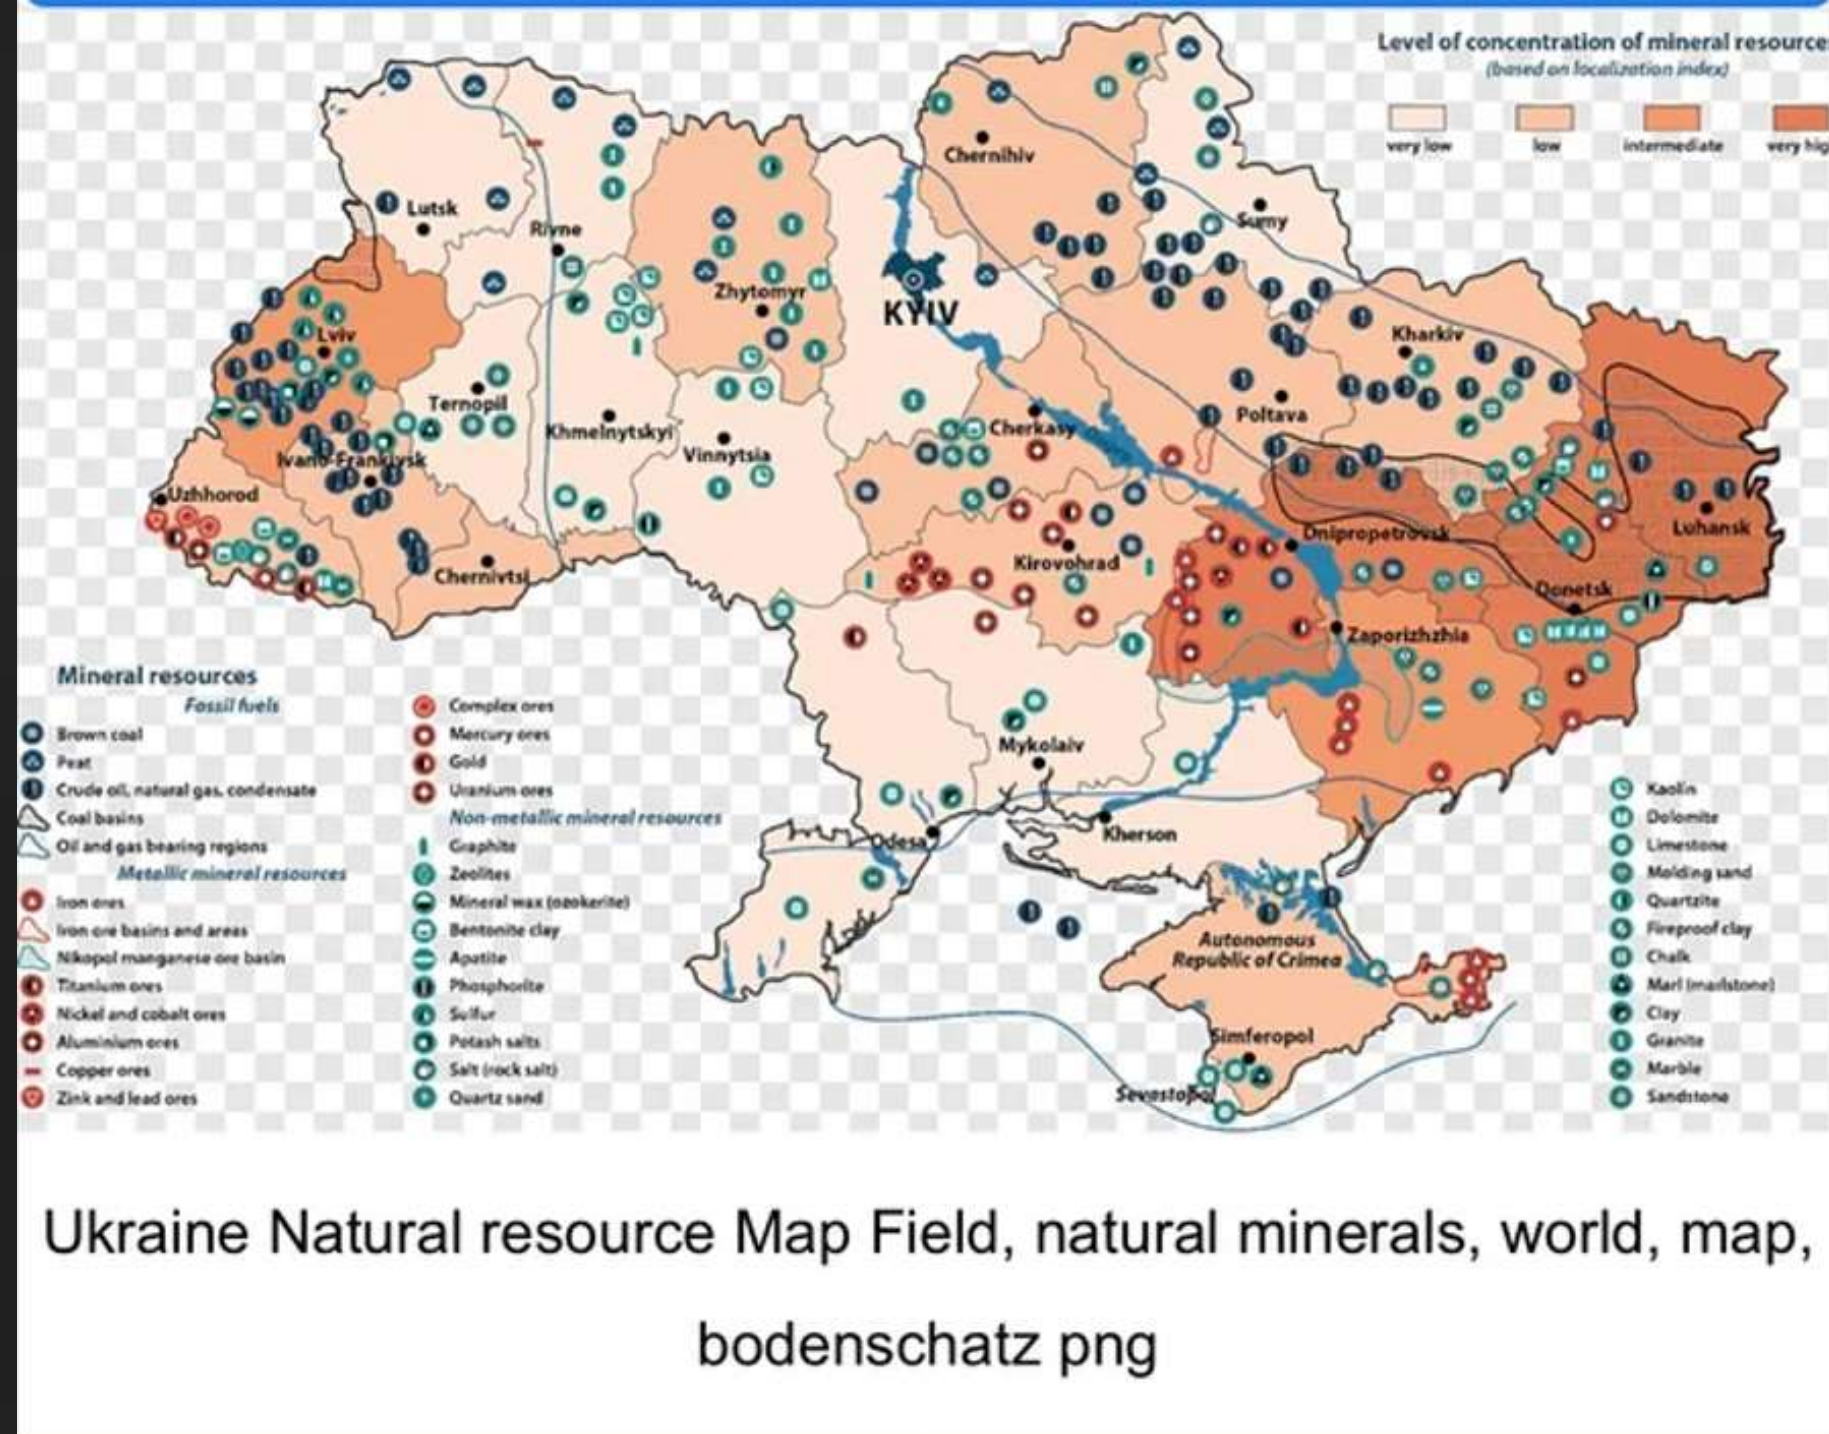 Level of concentration of mineral resource
(based on localization index)
very low
low
intermediate
very hig
Chernihiv
Lutsk
Rivne
Sumy
Zhytomyr
KYIV
Lviv
Kharkiv
Ternopil
Khmelnytskyi
Vinnytsia
Cherkasy
Poltava
Ivano-Frankivsk
Uzhhorod
Luhansk
Dnipropetrovsk
Kirovohrad
Chernivtsi
Donetsk
Zaporizhzhia
Mykolaiv
Odesa
Kherson
Autonomous
Republic of Crimea
Simferopol
Sevastopol
Mineral resources
Fossil fuels
Brown coal
Peat
Crude oil, natural gas, condensate
Coal basins
Oil and gas bearing regions
Metallic mineral resources
Iron ores
Iron ore basins and areas
Nikopol manganese ore basin
Titanium ores
Nickel and cobalt ores
Aluminium ores
Copper ores
Zink and lead ores
Complex ores
Mercury ores
Gold
Uranium ores
Non-metallic mineral resources
Graphite
Zeolites
Mineral wax (ozokerite)
Bentonite clay
Apatite
Phosphorite
Sulfur
Potash salts
Salt (rock salt)
Quartz sand
Kaolin
Dolomite
Limestone
Molding sand
Quartzite
Fireproof clay
Chalk
Marl (marlstone)
Clay
Granite
Marble
Sandstone
Ukraine Natural resource Map Field, natural minerals, world, map,
bodenschatz png